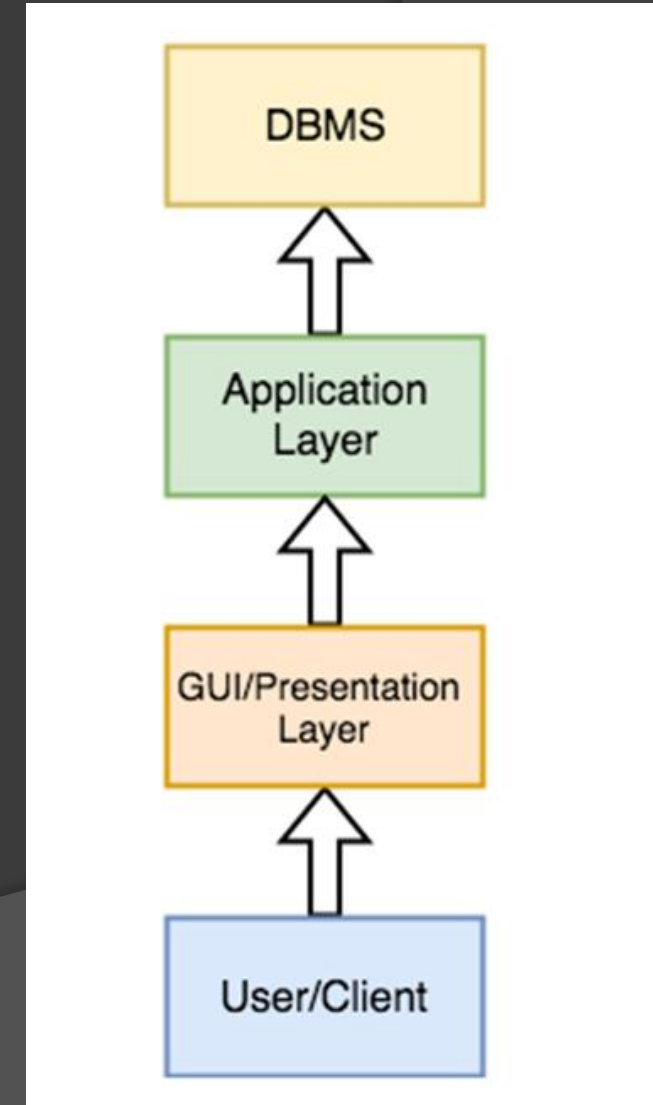 DBMS
Application
Layer
GUI/Presentation
Layer
User/Client